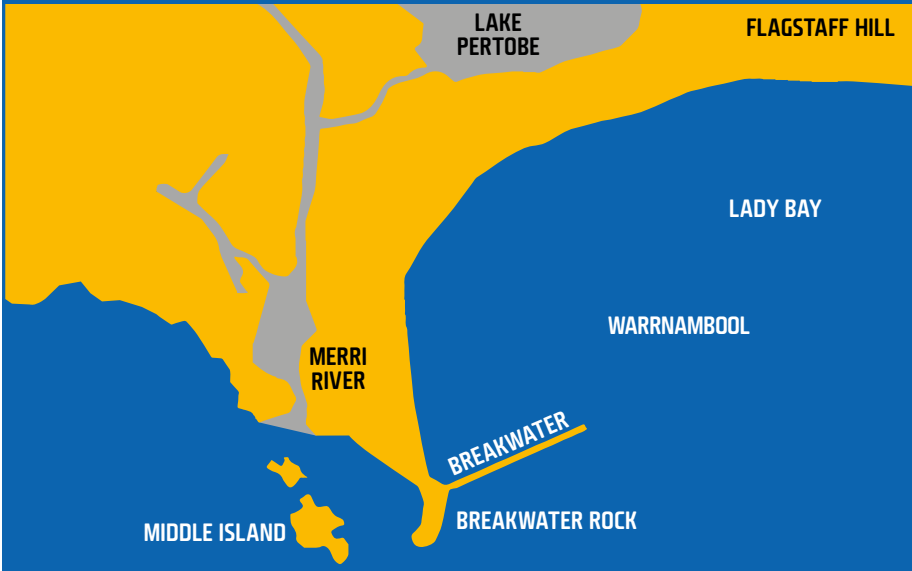 LAKE
PERTOBE
FLAGSTAFF HILL
LADY BAY
WARRNAMBOOL
MERRI
RIVER
BREAKWATER
BREAKWATER ROCK
MIDDLE ISLAND